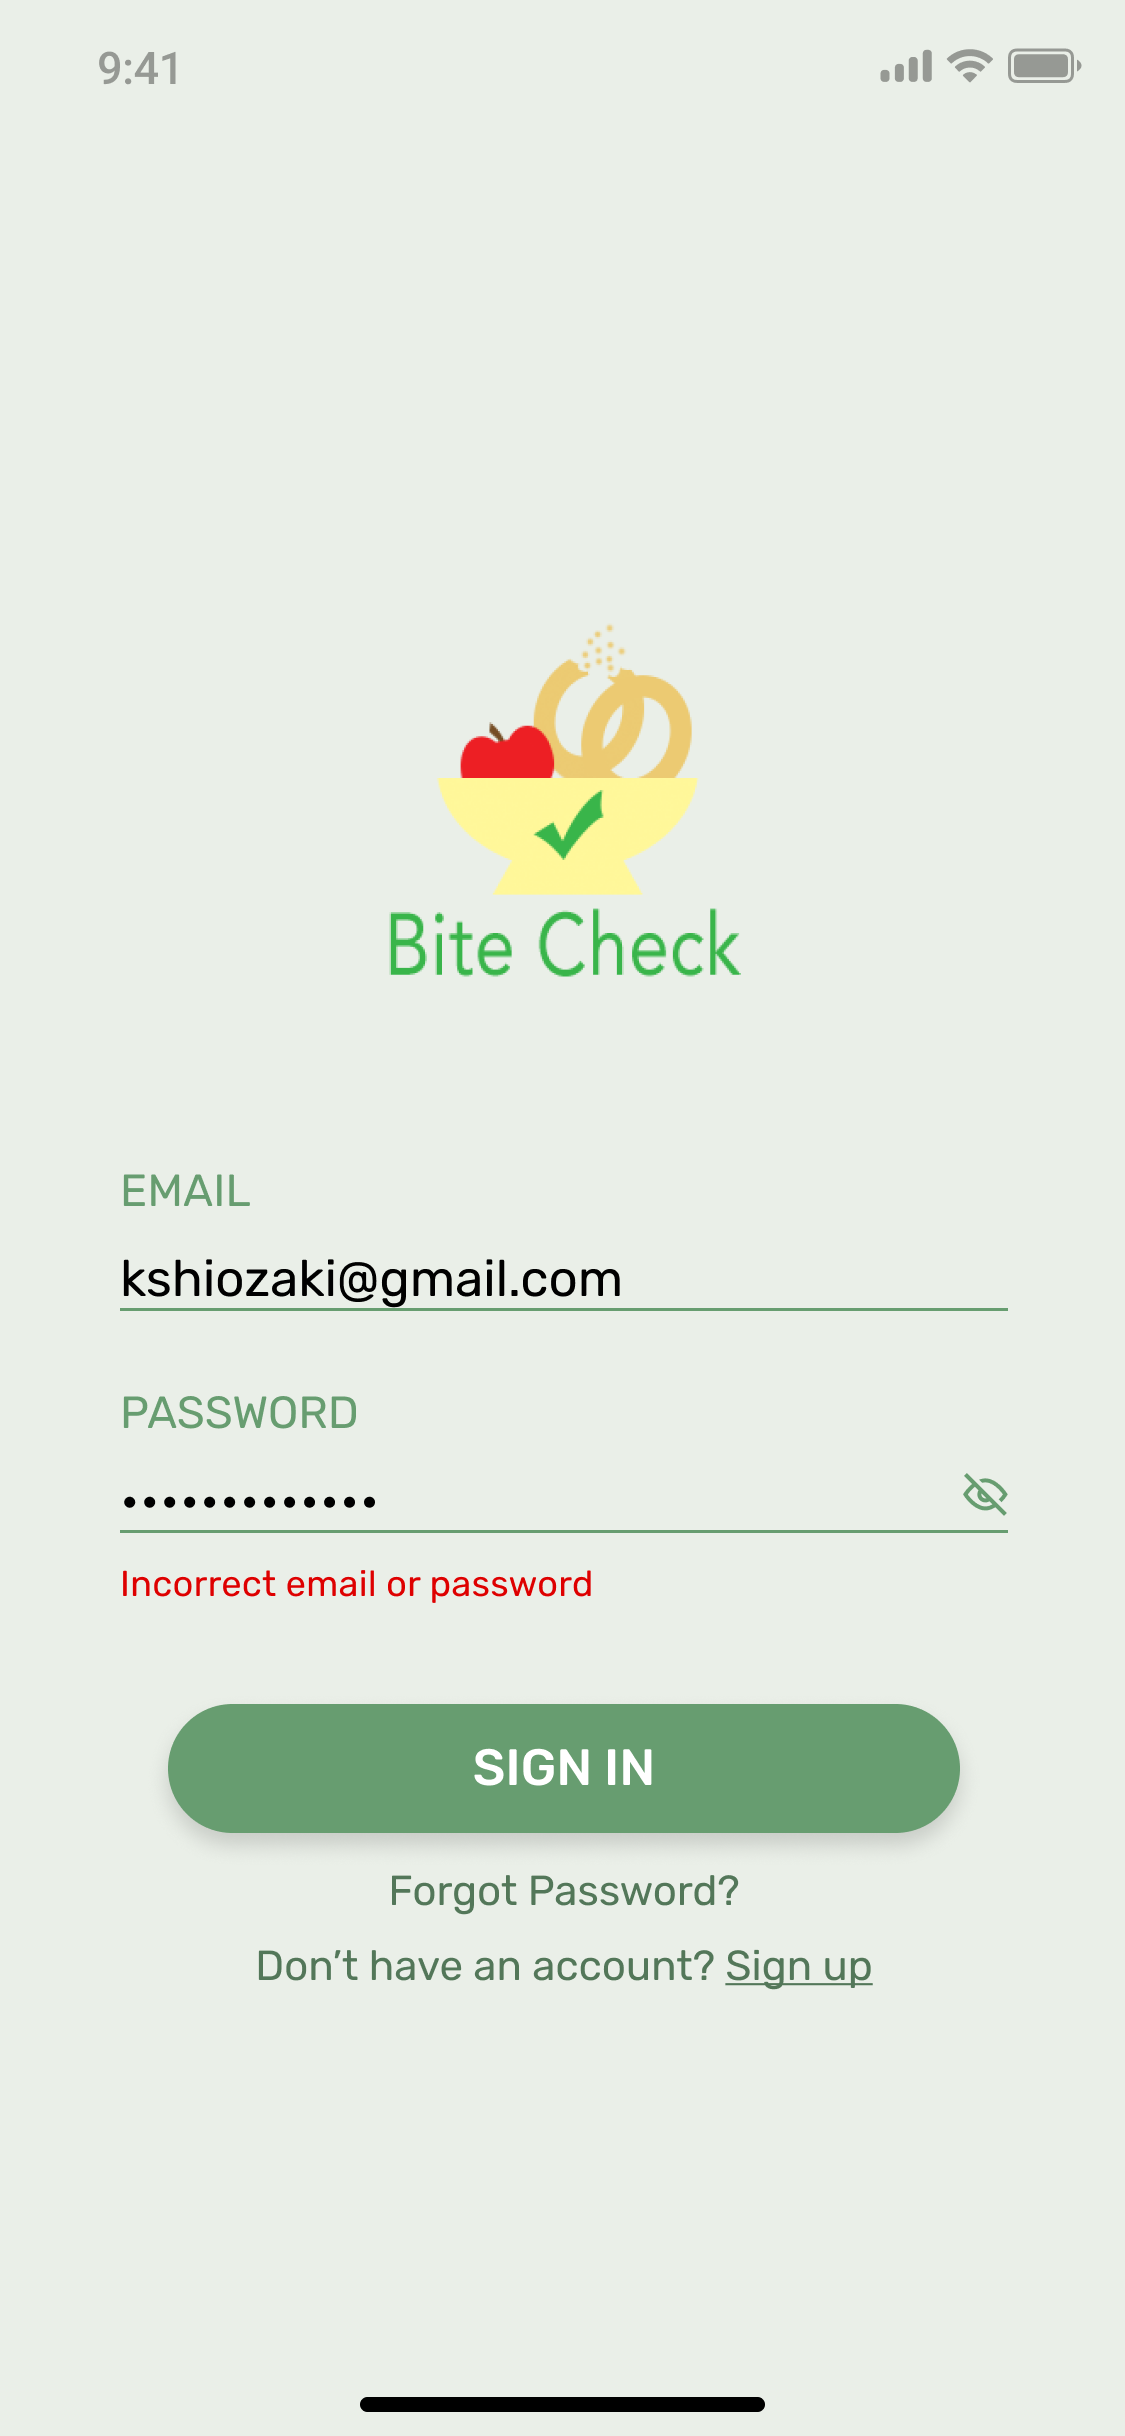 9:41
Bite Check
EMAIL
kshiozaki@gmail.com
PASSWORD
•••••••••••••
Incorrect email or password
SIGN IN
Forgot Password?
Don’t have an account? Sign up